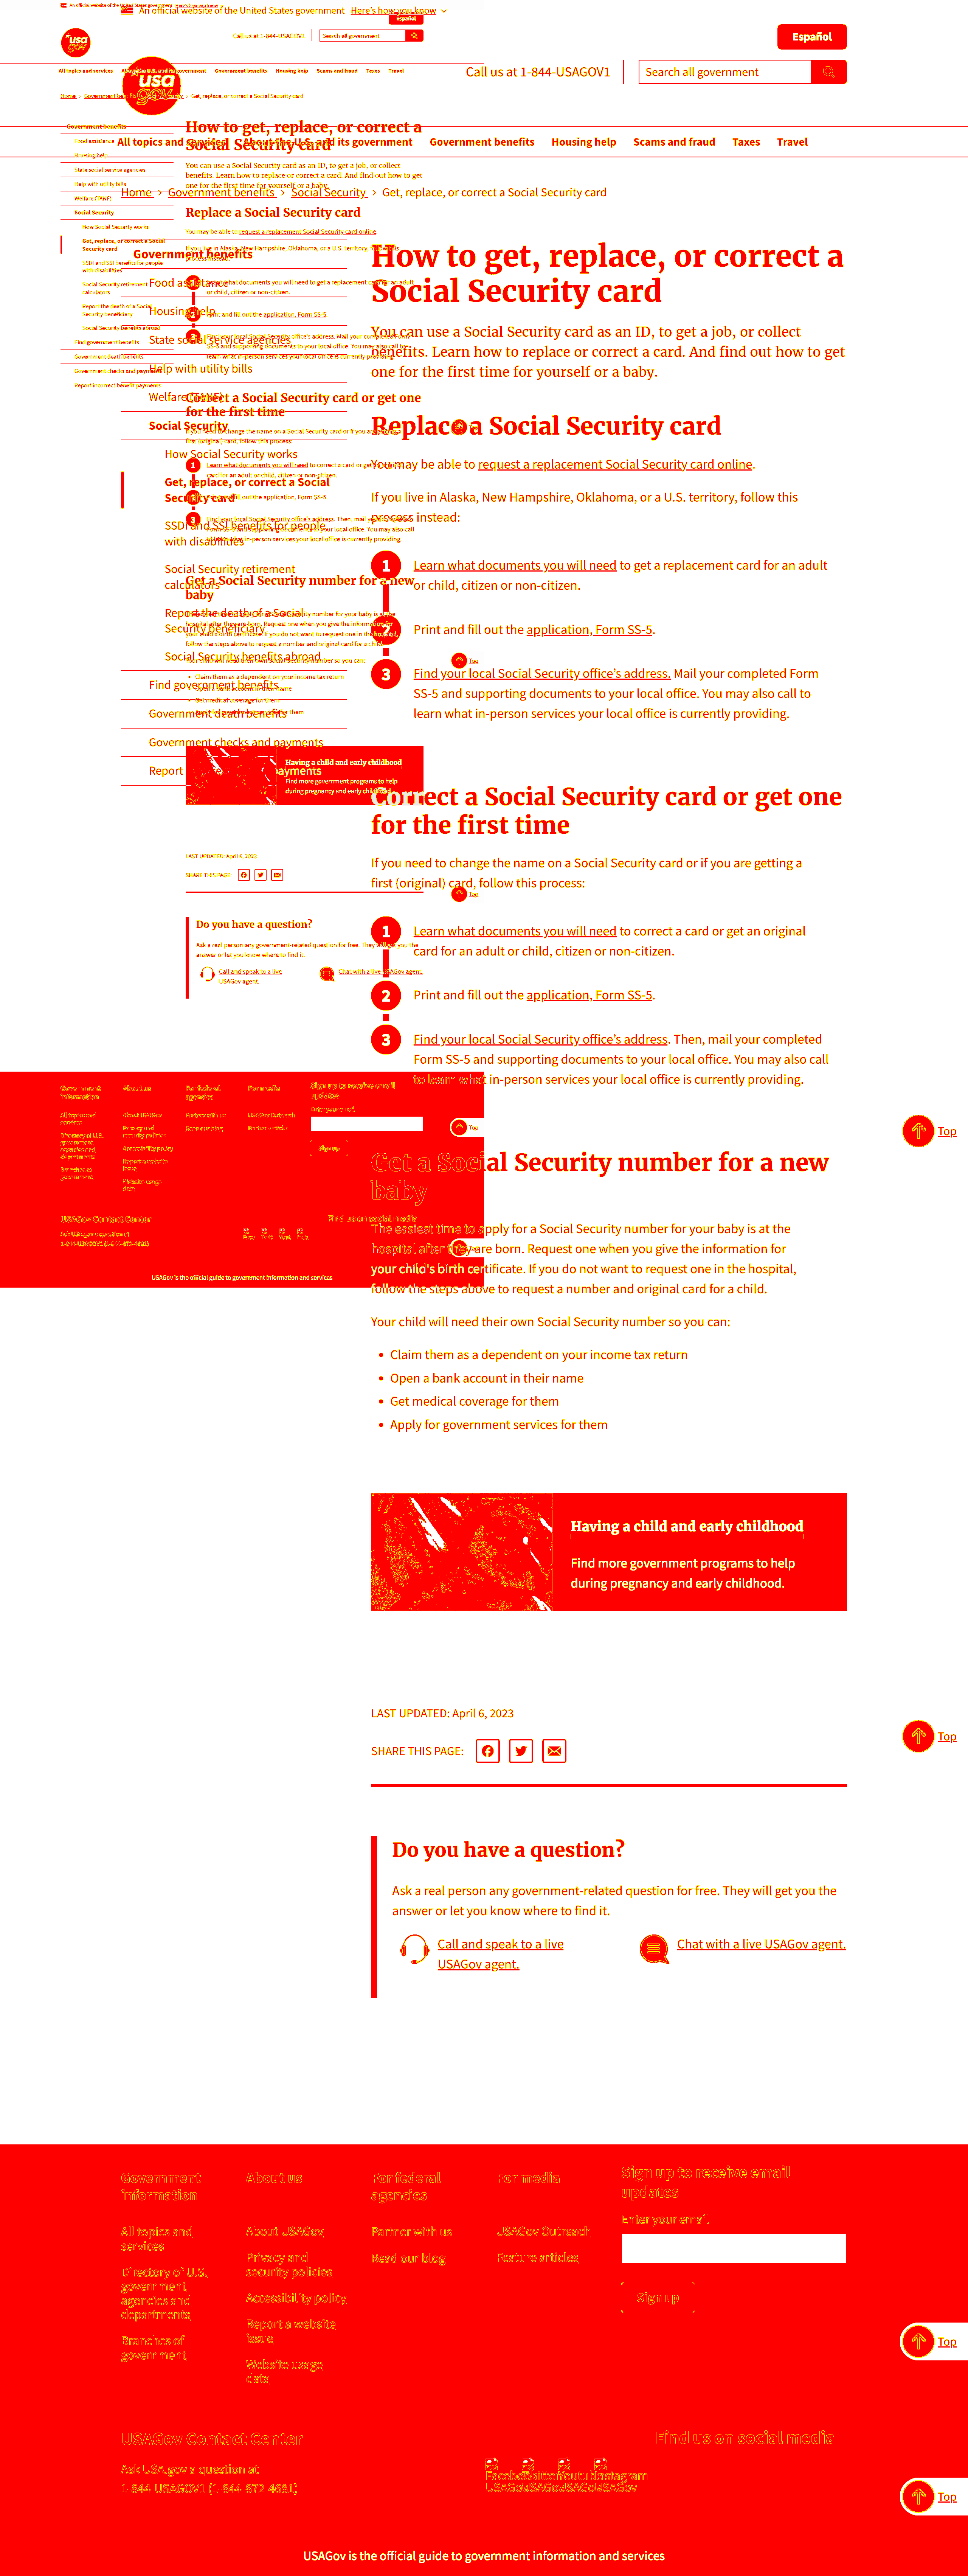 An official website of the United States government Here's how you know
Español
usa
gov
Call us at 1-844-USAGOV1
Search all government
All topics and services About the U.S. and its government Government benefits Housing help Scams and fraud Taxes Travel
Home Government benefits Social Security Get, replace, or correct a Social Security card
Government benefits
Food assistance
Housing help
State social service agencies
Help with utility bills
Welfare (TANF)
Social Security
How Social Security works
Get, replace, or correct a Social
Security card
SSDI and SSI benefits for people
with disabilities
Social Security retirement
calculators
Report the death of a Social
Security beneficiary
Social Security benefits abroad
Find government benefits
Government death benefits
Government checks and payments
Report payments
How to get, replace, or correct a
Social Security card
You can use a Social Security card as an ID, to get a job, or collect
benefits. Learn how to replace or correct a card. And find out how to get
one for the first time for yourself or a baby.
Replace a Social Security card
You may be able to request a replacement Social Security card online.
If you live in Alaska, New Hampshire, Oklahoma, or a U.S. territory, follow this
process instead:
1 Learn what documents you will need to get a replacement card for an adult
or child, citizen or non-citizen.
2 Print and fill out the application, Form SS-5.
3 Find your local Social Security office's address. Mail your completed Form
SS-5 and supporting documents to your local office. You may also call to
learn what in-person services your local office is currently providing.
Correct a Social Security card or get one
for the first time
If you need to change the name on a Social Security card or if you are getting a
first (original) card, follow this process:
1 Learn what documents you will need to correct a card or get an original
card for an adult or child, citizen or non-citizen.
2 Print and fill out the application, Form SS-5.
3 Find your local Social Security office's address. Then, mail your completed
Form SS-5 and supporting documents to your local office. You may also call
to learn what in-person services your local office is currently providing.
Top
Get a Social Security number for a new
baby
The easiest time to apply for a Social Security number for your baby is at the
hospital after they are born. Request one when you give the information for
your child's birth certificate. If you do not want to request one in the hospital,
follow the steps above to request a number and original card for a child.
Your child will need their own Social Security number so you can:
• Claim them as a dependent on your income tax return
• Open a bank account in their name
• Get medical coverage for them
• Apply for government services for them
Having a child and early childhood
Find more government programs to help
during pregnancy and early childhood.
LAST UPDATED: April 6, 2023
Top
SHARE THIS PAGE:
Do you have a question?
Ask a real person any government-related question for free. They will get you the
answer or let you know where to find it.
Call and speak to a live
USAGov agent.
Chat with a live USAGov agent.
Government
information
All topics and
services
Directory of U.S.
government
agencies and
departments
Branches of
government
About us
About USAGov
Privacy and
security policies
Accessibility policy
Report a website
issue
Website usage
data
For federal
agencies
Partner with us
Read our blog
For media
USAGov Outreach
Feature articles
Sign up to receive email
updates
Enter your email
Sign up
Top
USAGov Contact Center
Ask USA.gov a question at
1-844-USAGOV1 (1-844-872-4681)
Find us on social media
Top
USAGov is the official guide to government information and services